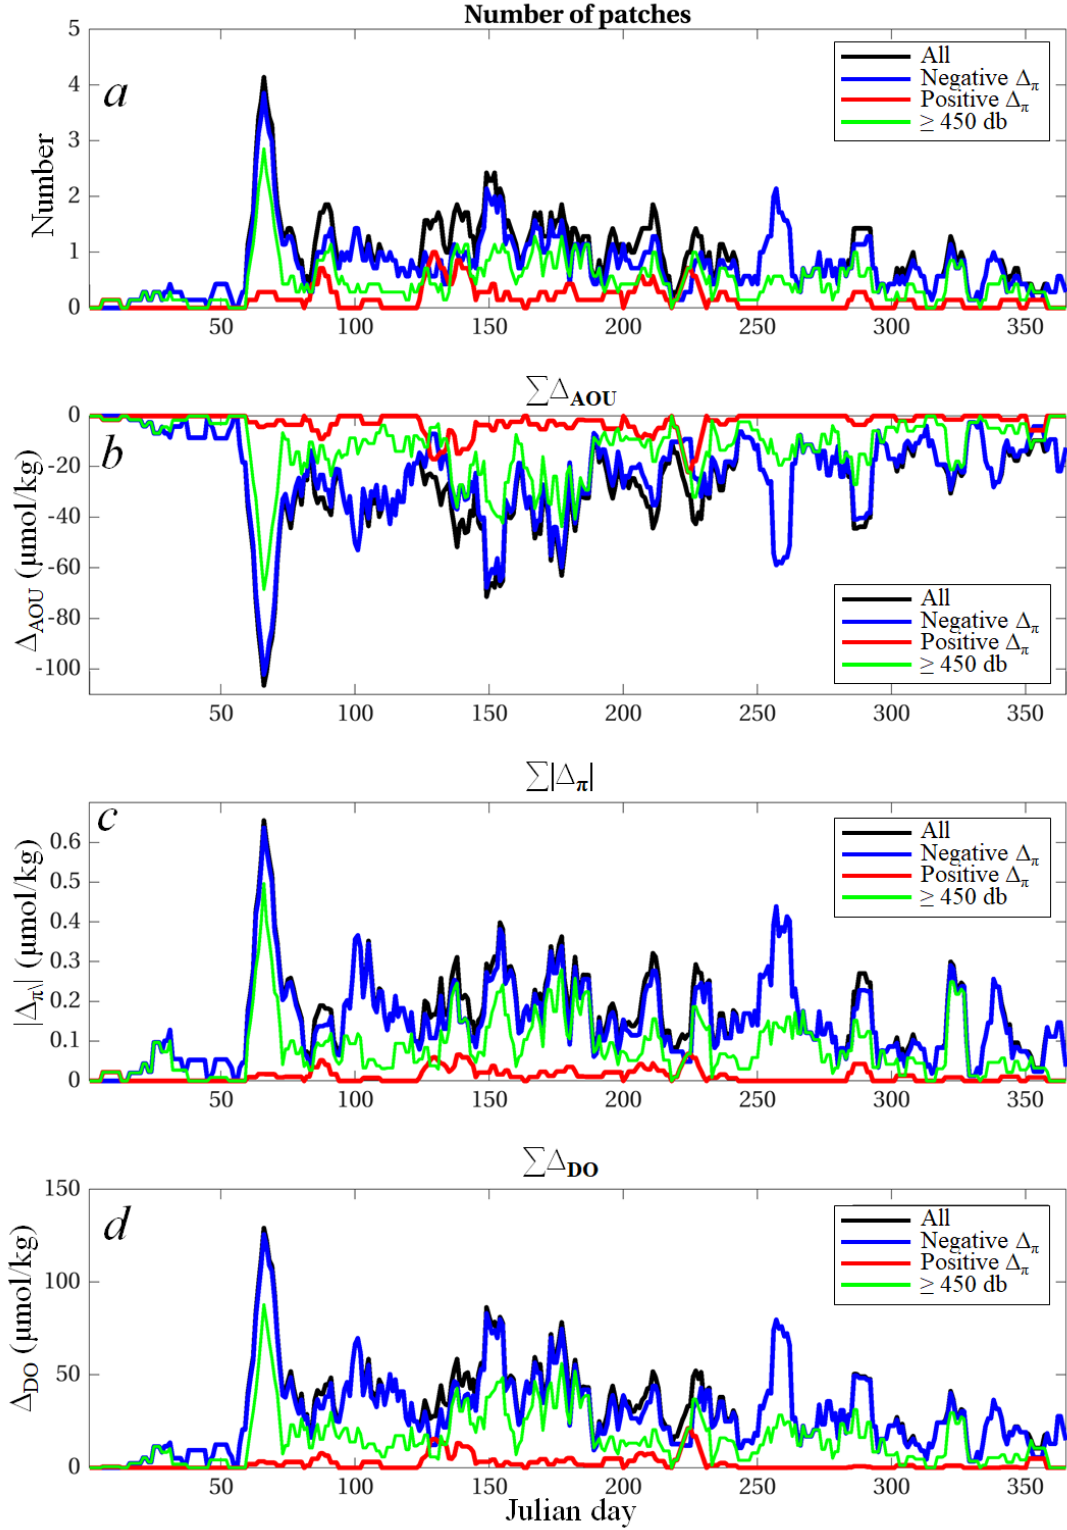 Number of patches
a
Number
5
4
3
2
1
0
50 100 150 200 250 300 350
All
Negative Δπ
Positive Δπ
≥ 450 db
∑ΔAOU
b
ΔAOU (μmol/kg)
0
-20
-40
-60
-80
-100
50 100 150 200 250 300 350
All
Negative Δπ
Positive Δπ
≥ 450 db
∑|Δπ|
c
|Δπ\| (μmol/kg)
0.6
0.5
0.4
0.3
0.2
0.1
0
50 100 150 200 250 300 350
All
Negative Δπ
Positive Δπ
≥ 450 db
∑ΔDO
d
ΔDO (μmol/kg)
150
100
50
0
50 100 150 200 250 300 350
All
Negative Δπ
Positive Δπ
≥ 450 db
Julian day